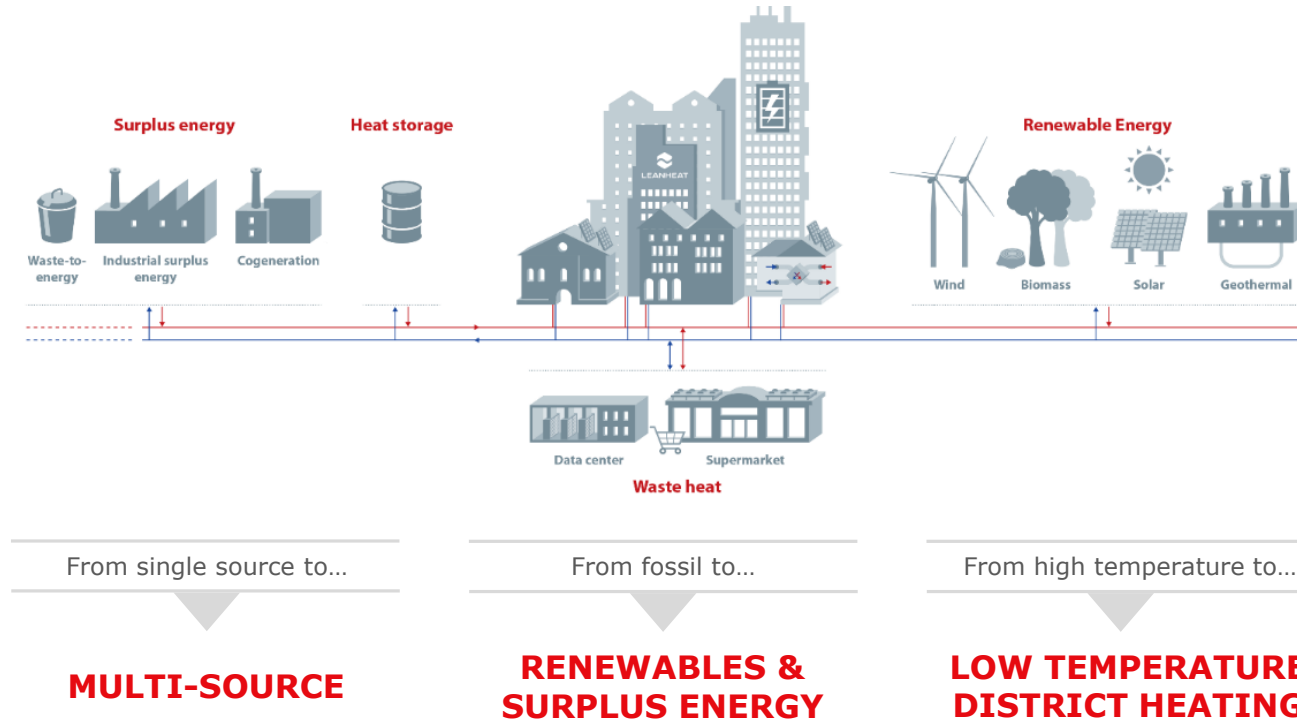 Surplus energy
Heat storage
Renewable Energy
LEANHEAT
Waste-to-
energy
Industrial surplus
energy
Cogeneration
Wind
Biomass
Solar
Geothermal
Data center
Supermarket
Waste heat
From single source to...
MULTI-SOURCE
From fossil to...
RENEWABLES &
SURPLUS ENERGY
From high temperature to...
LOW TEMPERATURE
DISTRICT HEATING